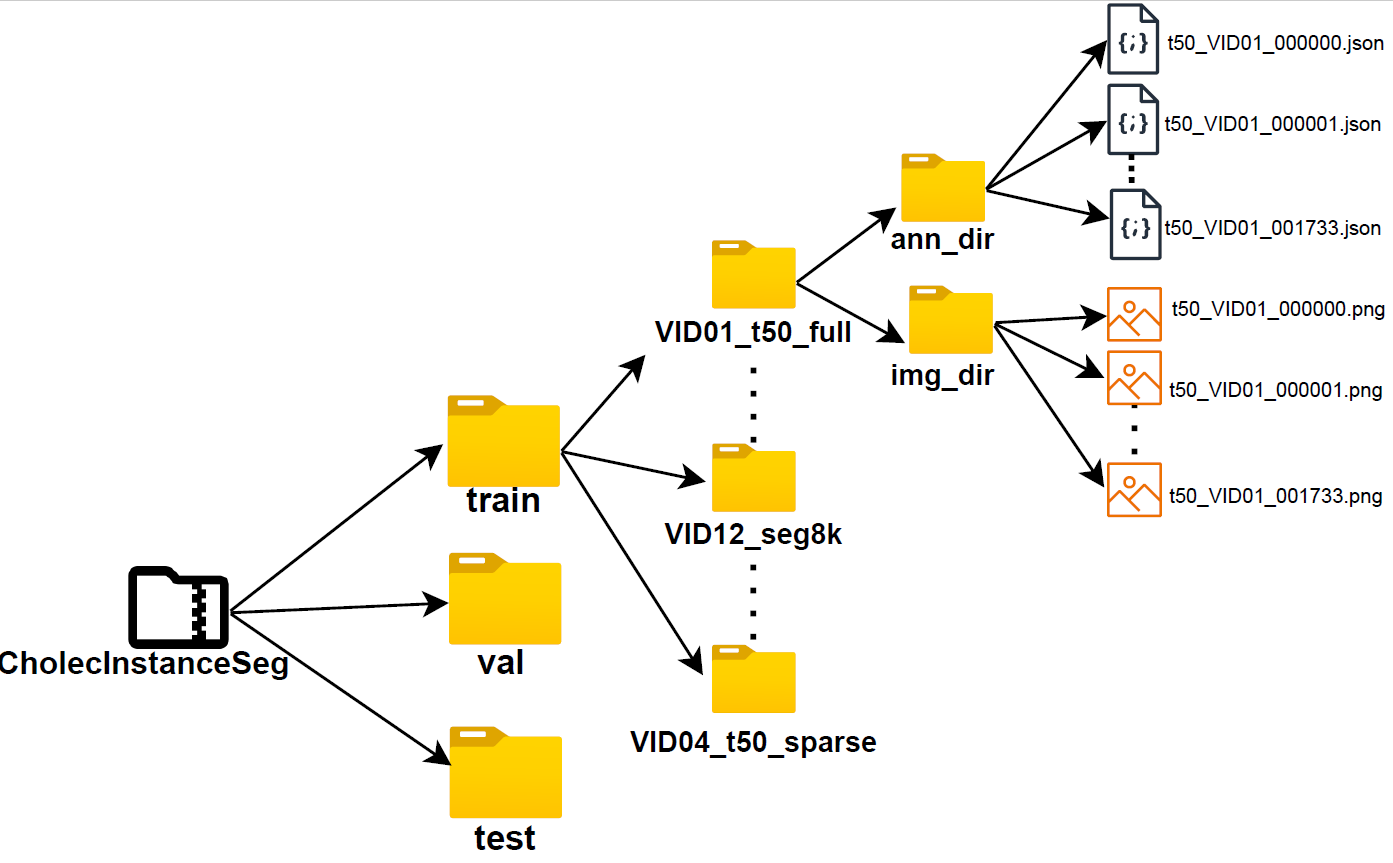 CholecInstanceSeg
train
val
test
VID01_t50_full
VID12_seg8k
VID04_t50_sparse
ann_dir
img_dir
{;} t50_VID01_000000.json
{;} t50_VID01_000001.json
{;} t50_VID01_001733.json
t50_VID01_000000.png
t50_VID01_000001.png
t50_VID01_001733.png